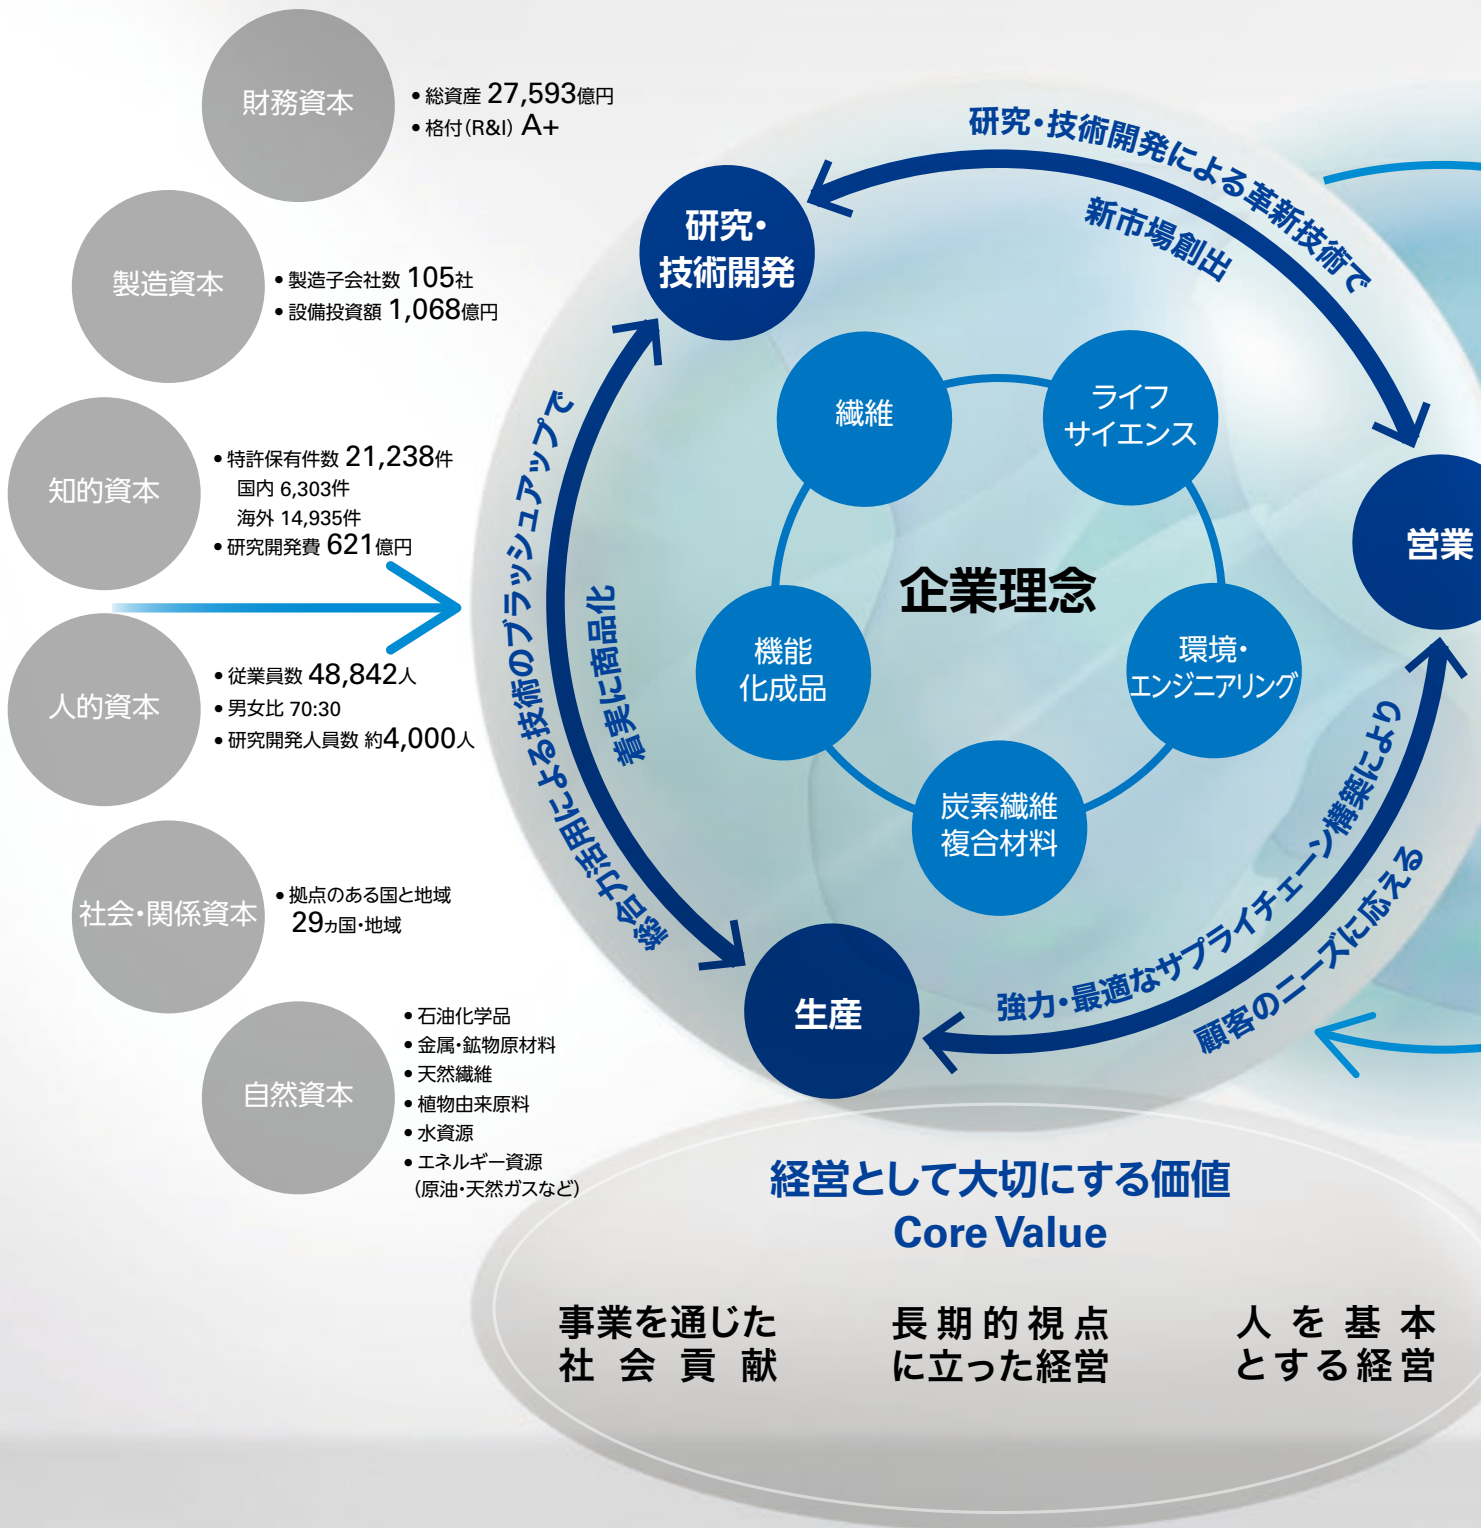 財務資本
• 総資産 27,593億円
• 格付(R&I) A+
製造資本
• 製造子会社数 105社
• 設備投資額 1,068億円
知的資本
• 特許保有件数 21,238件
国内 6,303件
海外 14,935件
• 研究開発費 621億円
人的資本
• 従業員数 48,842人
• 男女比 70:30
• 研究開発人員数 約4,000人
社会・関係資本
• 拠点のある国と地域
29ヵ国・地域
自然資本
• 石油化学品
• 金属・鉱物原材料
• 天然繊維
• 植物由来原料
• 水資源
• エネルギー資源
(原油・天然ガスなど)
研究・
技術開発
研究・技術開発による革新技術で
新市場創出
営業
総合力活用による技術のブラッシュアップで
着実に商品化
生産
強力・最適なサプライチェーン構築により
顧客のニーズに応える
企業理念
繊維
ライフ
サイエンス
機能
化成品
環境・
エンジニアリング
炭素繊維
複合材料
経営として大切にする価値
Core Value
事業を通じた
社会貢献
長期的視点
に立った経営
人を基本
とする経営